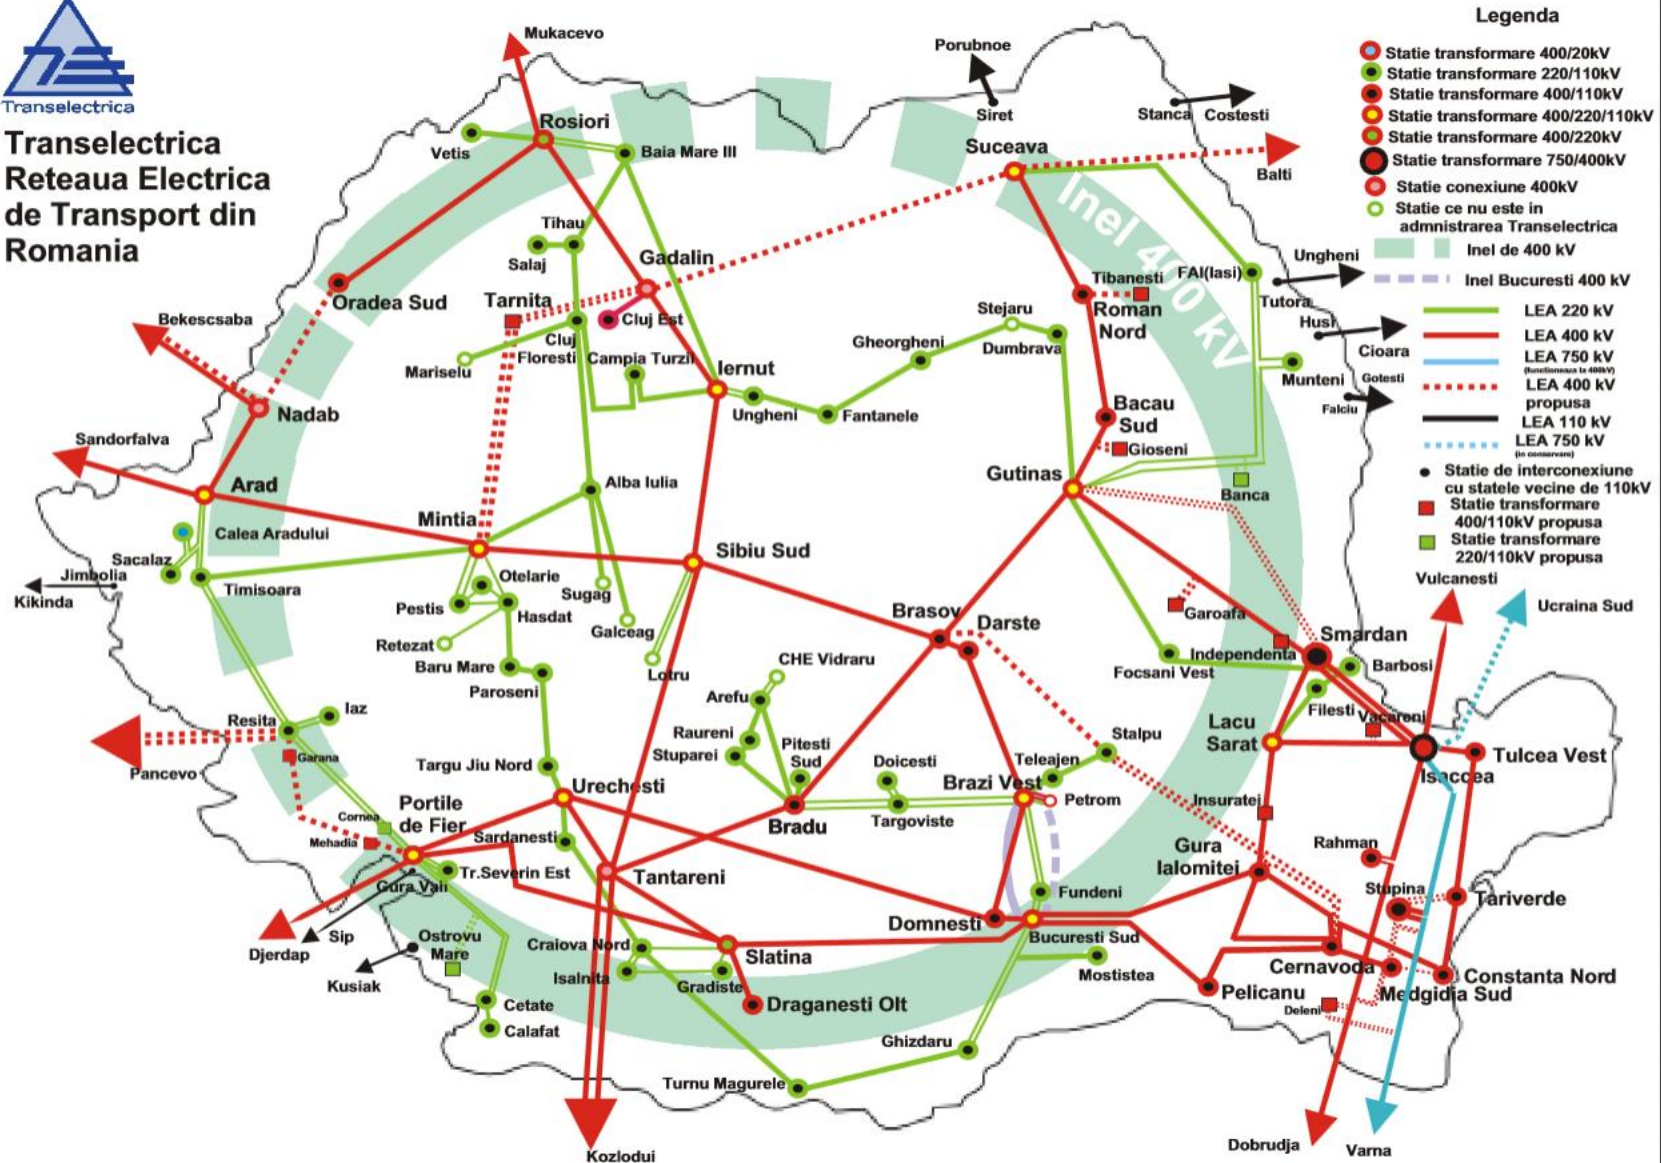 Transelectrica
Transelectrica
Reteaua Electrica
de Transport din
Romania
Legenda
Statie transformare 400/20kV
Statie transformare 220/110kV
Statie transformare 400/110kV
Statie transformare 400/220/110kV
Statie transformare 400/220kV
Statie transformare 750/400kV
Statie conexiune 400kV
Statie ce nu este in
admnistrarea Transelectrica
Inel de 400 kV
Inel Bucuresti 400 kV
LEA 220 kV
LEA 400 kV
LEA 750 kV
(functioneaza la 400kV)
LEA 400 kV
propusa
LEA 110 kV
LEA 750 kV
(in conservare)
Statie de interconexiune
cu statele vecine de 110kV
Statie transformare
400/110kV propusa
Statie transformare
220/110kV propusa
Mukacevo
Porubnoe
Siret
Stanca
Costesti
Rosiori
Vetis
Baia Mare III
Suceava
Balti
Inel 400 kV
Tihau
Salaj
Gadalin
Oradea Sud
Tarnita
Cluj Est
Bekescsaba
Cluj
Floresti
Campia Turzii
Mariselu
Iernut
Ungheni
Fantanele
Gheorgheni
Stejaru
Dumbrava
Tibanesti
Roman
Nord
FAI(Iasi)
Ungheni
Tutora
Husi
Cioara
Munteni
Gotesti
Falciu
Nadab
Sandorfalva
Arad
Bacau
Sud
Gioseni
Gutinas
Banca
Alba Iulia
Mintia
Calea Aradului
Sacalaz
Jimbolia
Kikinda
Timisoara
Sibiu Sud
Otelarie
Pestis
Hasdat
Sugag
Galceag
Retezat
Baru Mare
Paroseni
Lotru
Brasov
Darste
Garoafa
Independenta
Smardan
Barbosi
Focsani Vest
Filesti
Vulcanesti
Ucraina Sud
CHE Vidraru
Arefu
Raureni
Stuparei
Pitesti
Sud
Resita
Iaz
Garana
Pancevo
Targu Jiu Nord
Urechesti
Doicesti
Targoviste
Bradu
Brazi Vest
Teleajen
Stalpu
Petrom
Lacu
Sarat
Vacareni
Isaccea
Tulcea Vest
Insuratei
Cornea
Mehadia
Portile
de Fier
Sardanesti
Tr.Severin Est
Gura Vaii
Tantareni
Gura
Ialomitei
Rahman
Stupina
Tariverde
Fundeni
Domnesti
Bucuresti Sud
Mostistea
Djerdap
Sip
Kusiak
Ostrovu
Mare
Craiova Nord
Isalnita
Gradiste
Slatina
Draganesti Olt
Cetate
Calafat
Cernavoda
Medgidia Sud
Constanta Nord
Pelicanu
Deleni
Ghizdaru
Turnu Magurele
Kozlodui
Dobrudja
Varna